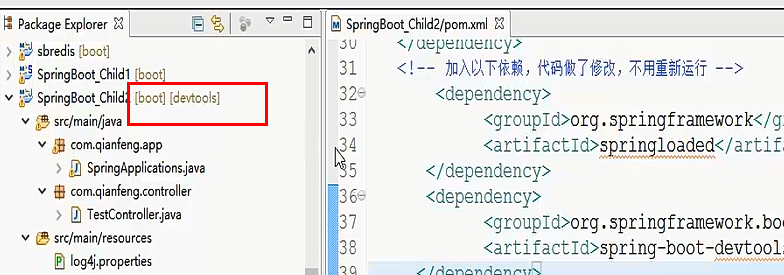 Package Explorer
sbredis [boot]
SpringBoot_Child1 [boot]
SpringBoot_Child2 [boot] [devtools]
src/main/java
com.qianfeng.app
SpringApplications.java
com.qianfeng.controller
TestController.java
src/main/resources
log4j.properties
SpringBoot_Child2/pom.xml
30 </dependency>
31 <!-- 加入以下依赖，代码做了修改，不用重新运行 -->
32 <dependency>
33 <groupId>org.springframework</g
34 <artifactId>springloaded</artifa
35 </dependency>
36 <dependency>
37 <groupId>org.springframework.boo
38 <artifactId>spring-boot-devtools
39 </dependency>